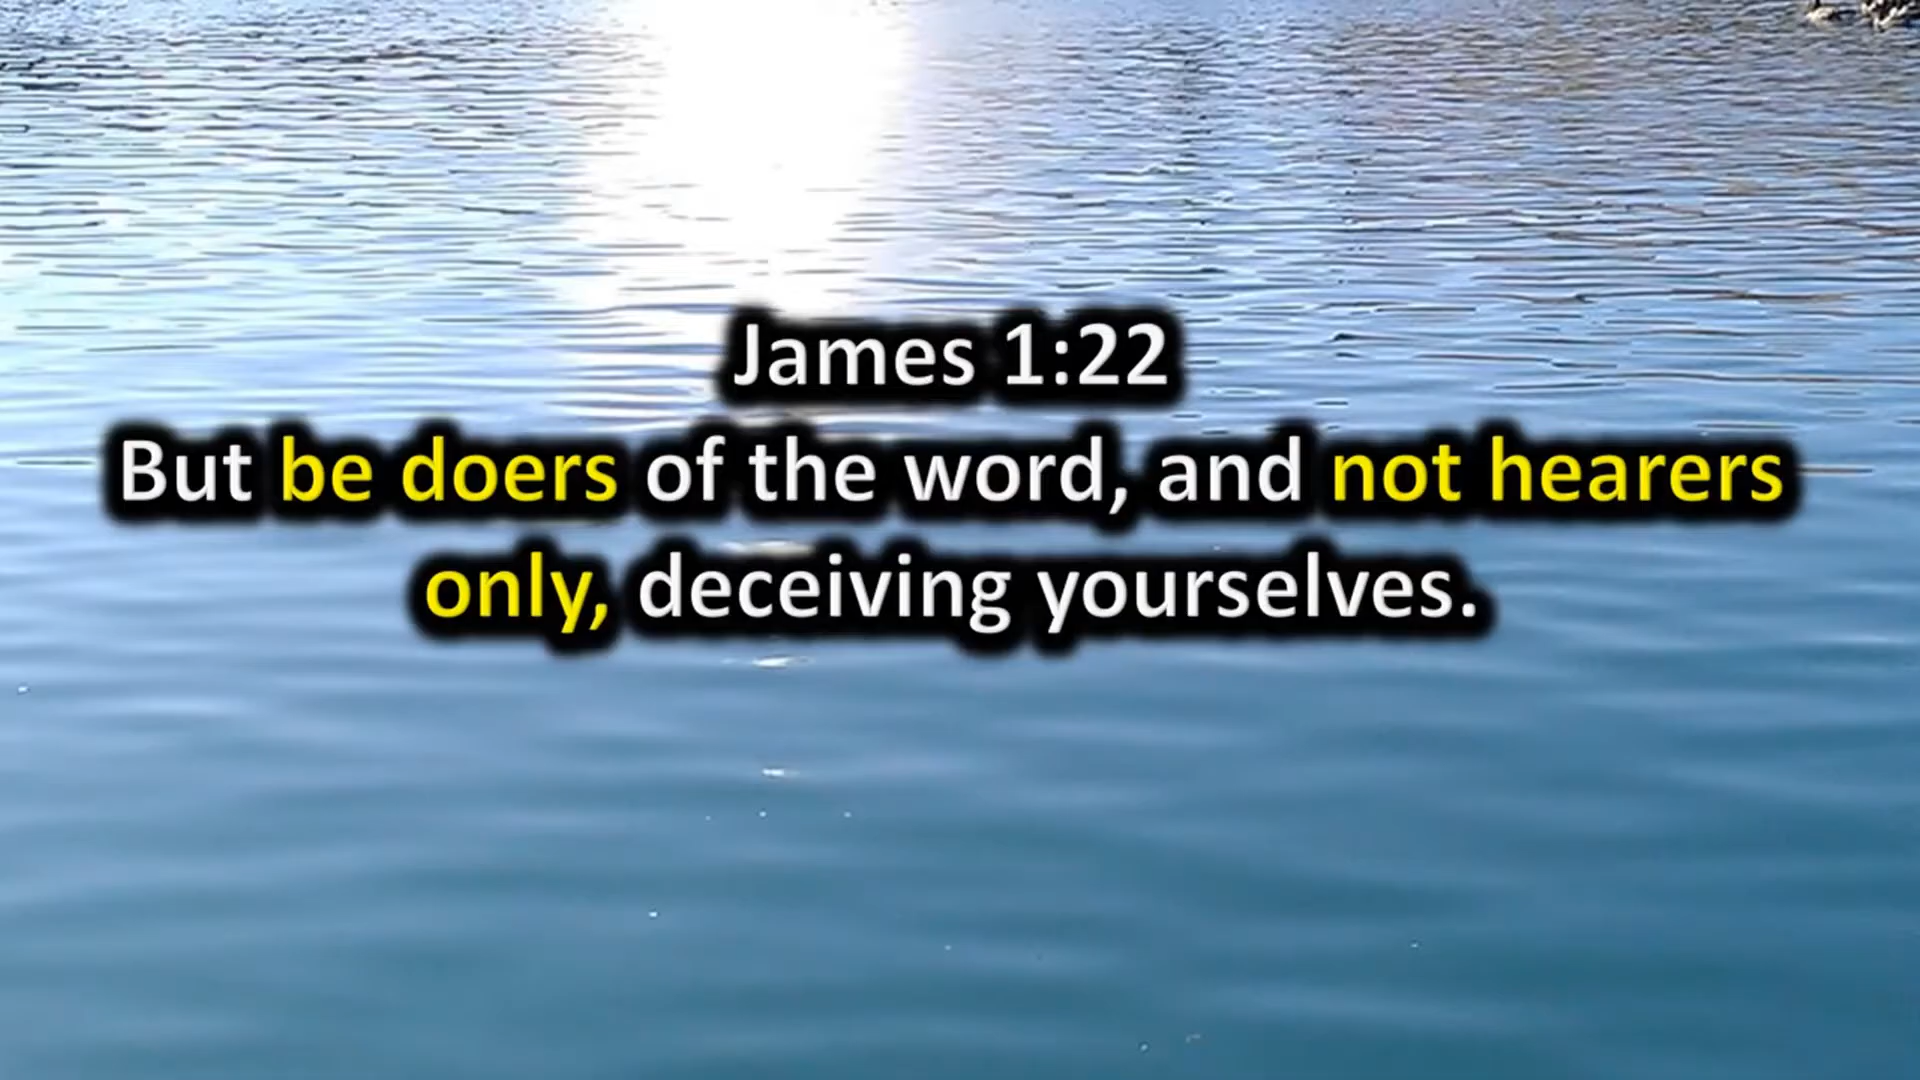 James 1:22
But be doers of the word, and not hearers
only, deceiving yourselves.